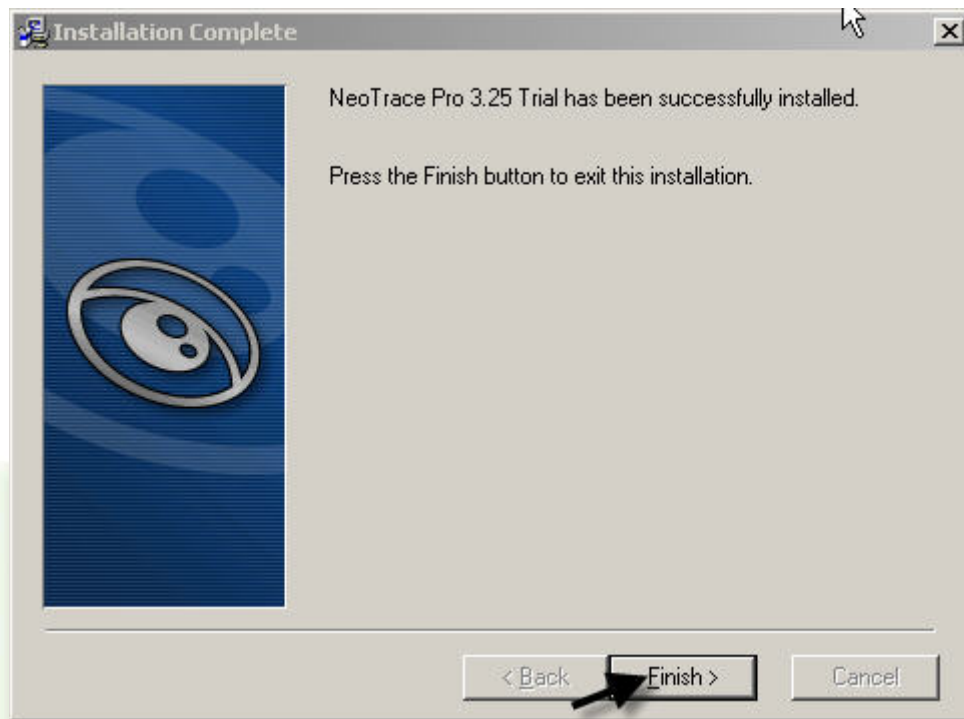 Installation Complete
NeoTrace Pro 3.25 Trial has been successfully installed.
Press the Finish button to exit this installation.
< Back
Finish >
Cancel